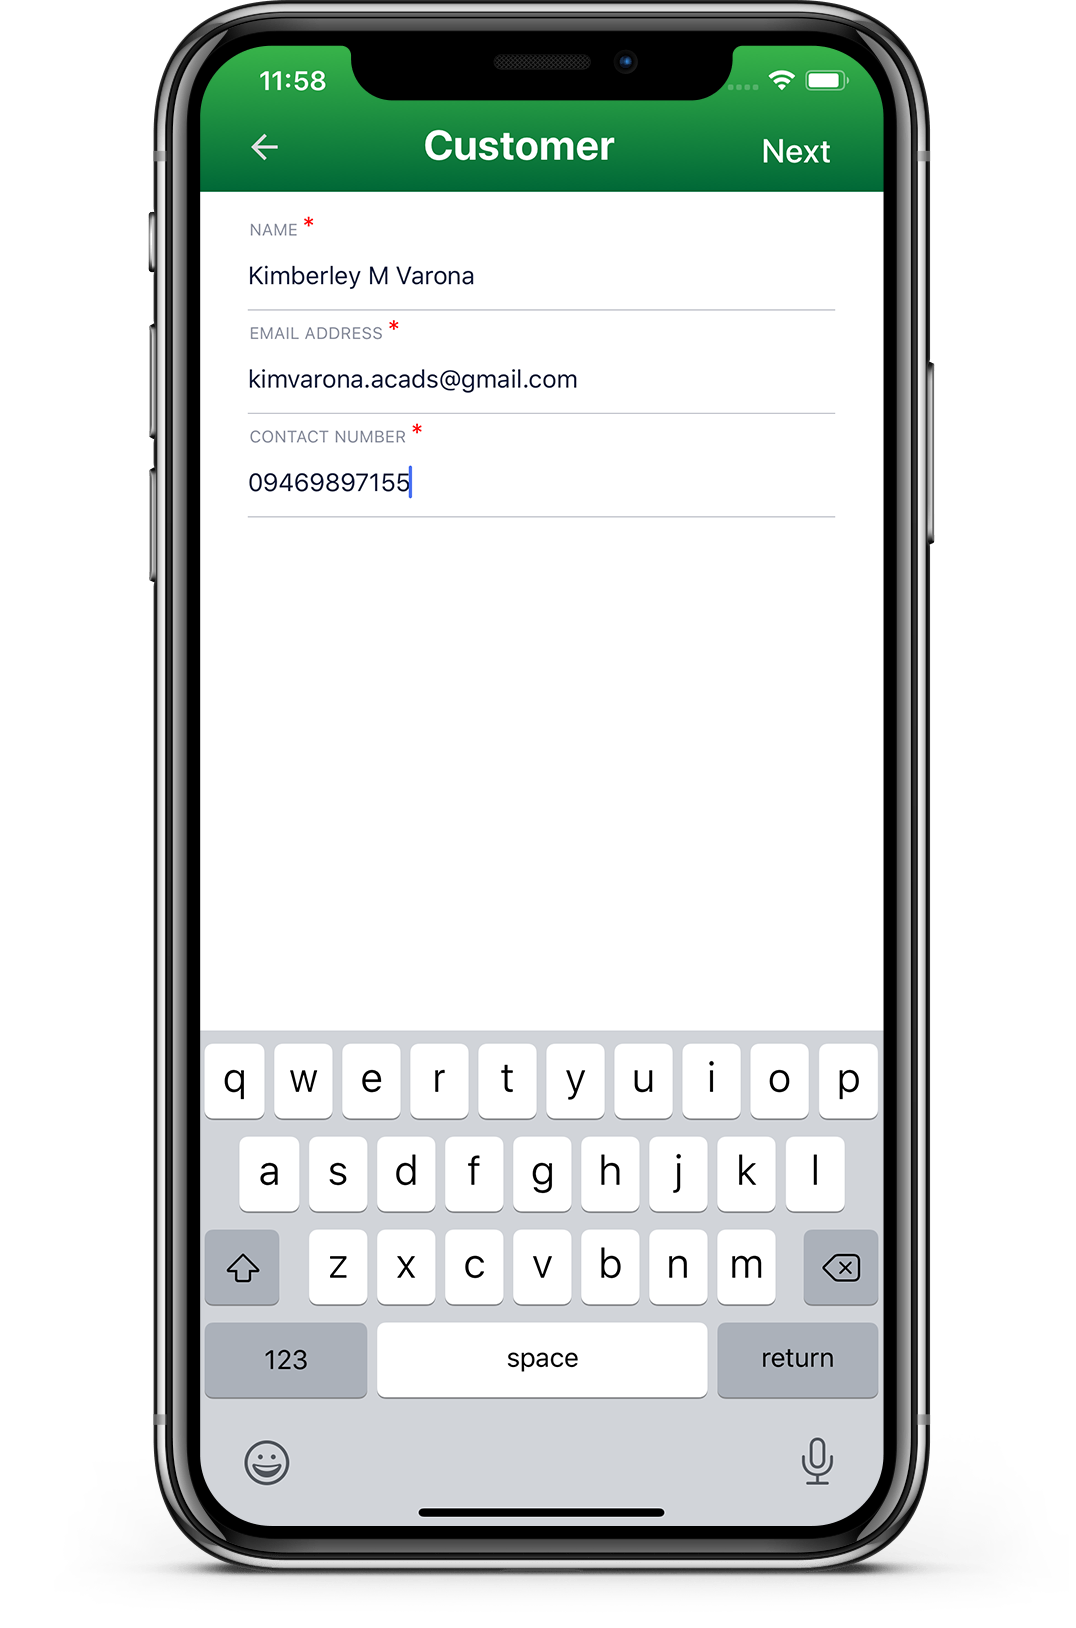 11:58
Customer
Next
NAME *
Kimberley M Varona
EMAIL ADDRESS *
kimvarona.acads@gmail.com
CONTACT NUMBER *
09469897155
q w e r t y u i o p
a s d f g h j k l
z x c v b n m
123 space return